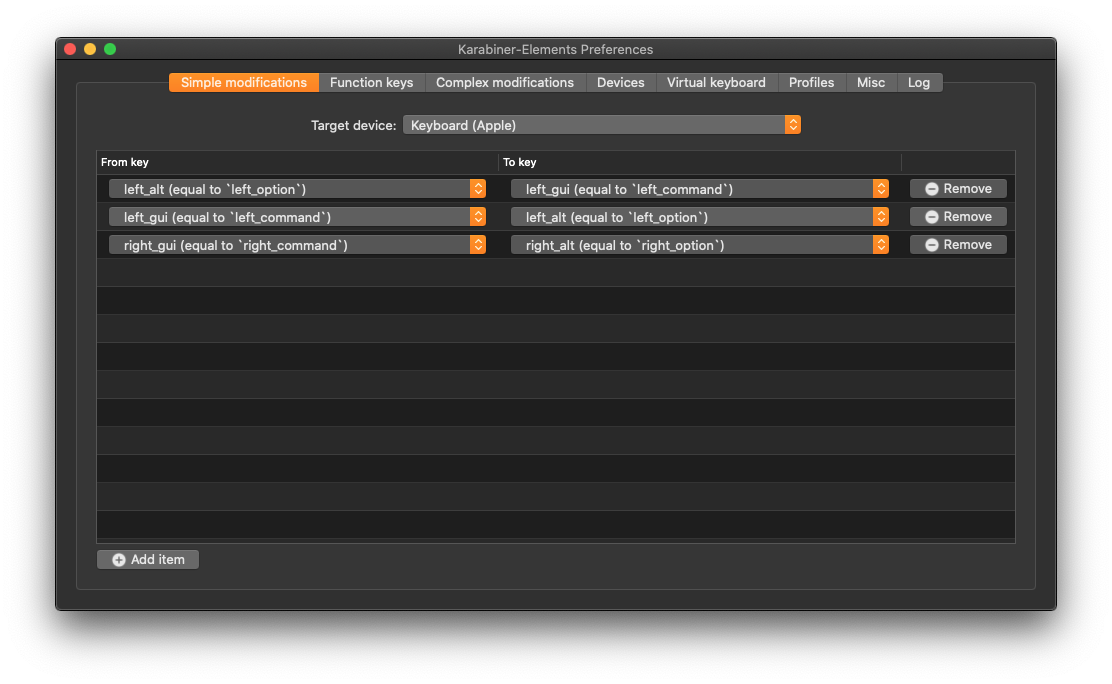 Karabiner-Elements Preferences
Simple modifications Function keys Complex modifications Devices Virtual keyboard Profiles Misc Log
Target device: Keyboard (Apple)
From key To key
left_alt (equal to `left_option`) left_gui (equal to `left_command`) Remove
left_gui (equal to `left_command`) left_alt (equal to `left_option`) Remove
right_gui (equal to `right_command`) right_alt (equal to `right_option`) Remove
Add item